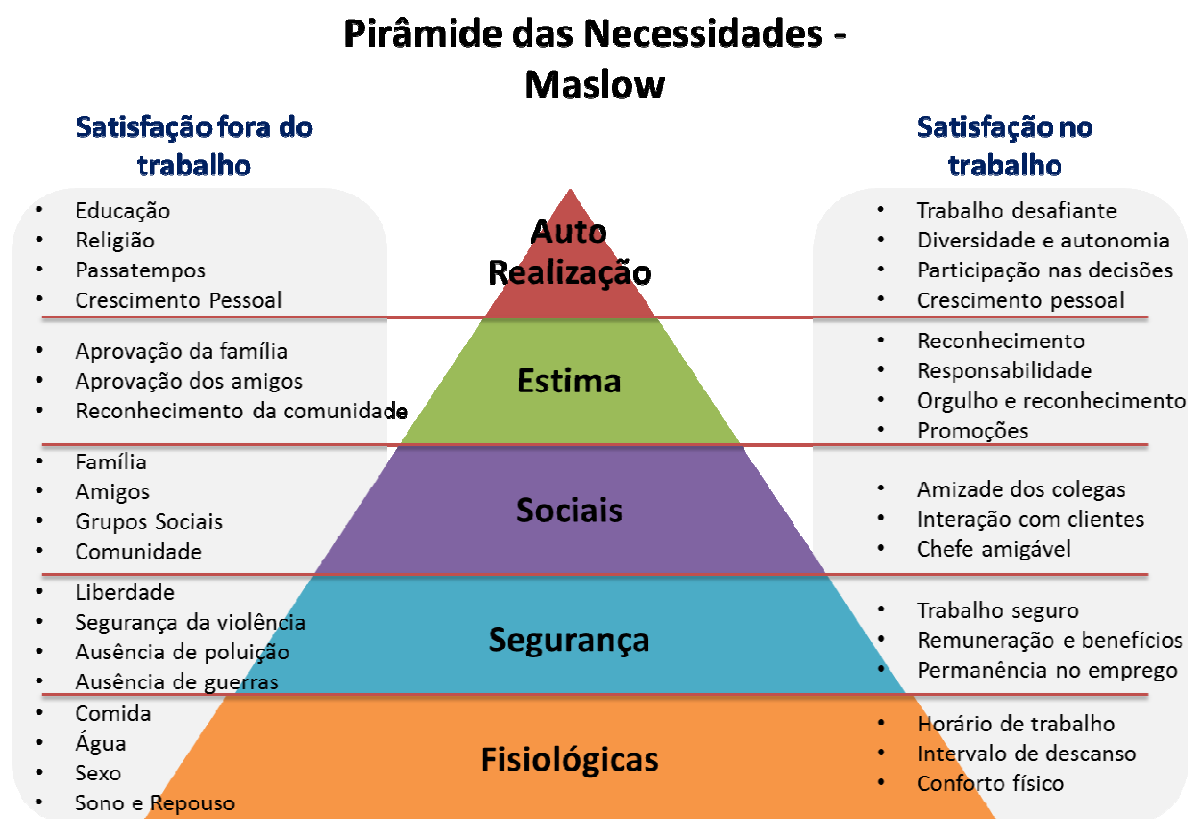 Pirâmide das Necessidades -
Maslow
Satisfação fora do
trabalho
• Educação
• Religião
• Passatempos
• Crescimento Pessoal
• Aprovação da família
• Aprovação dos amigos
• Reconhecimento da comunidade
• Família
• Amigos
• Grupos Sociais
• Comunidade
• Liberdade
• Segurança da violência
• Ausência de poluição
• Ausência de guerras
• Comida
• Água
• Sexo
• Sono e Repouso
Auto
Realização
Estima
Sociais
Segurança
Fisiológicas
Satisfação no
trabalho
• Trabalho desafiante
• Diversidade e autonomia
• Participação nas decisões
• Crescimento pessoal
• Reconhecimento
• Responsabilidade
• Orgulho e reconhecimento
• Promoções
• Amizade dos colegas
• Interação com clientes
• Chefe amigável
• Trabalho seguro
• Remuneração e benefícios
• Permanência no emprego
• Horário de trabalho
• Intervalo de descanso
• Conforto físico